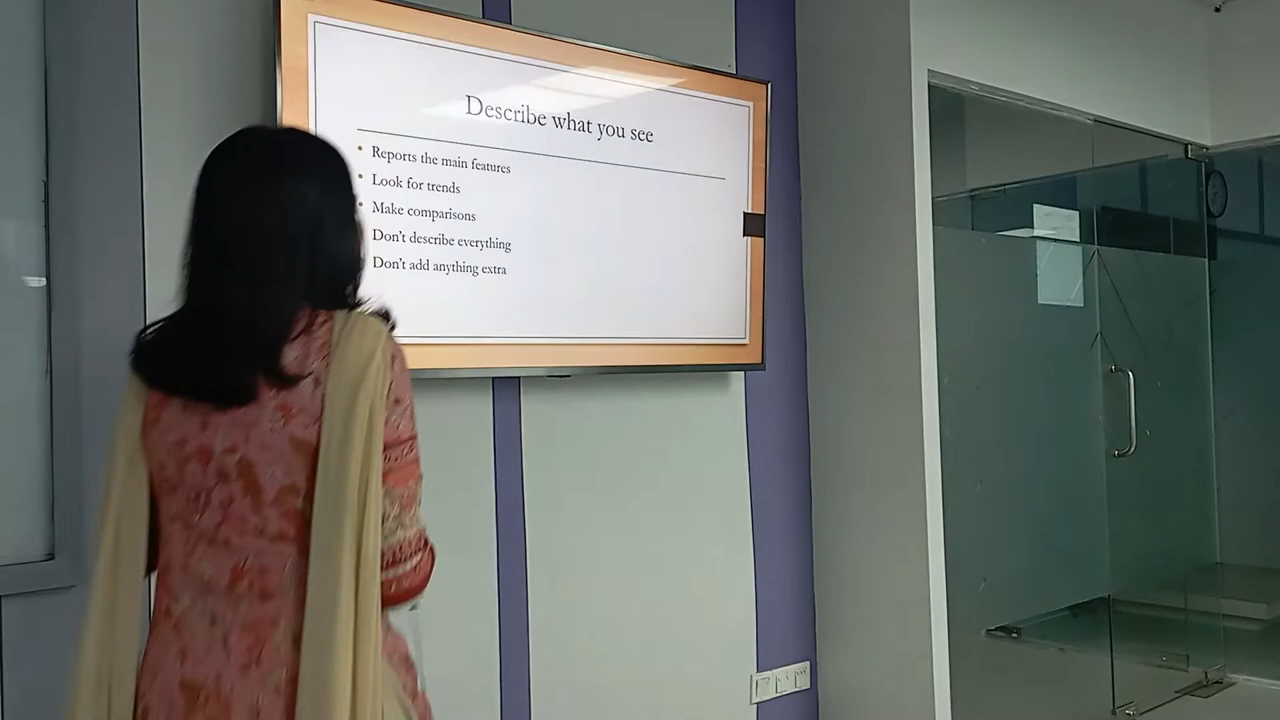 Describe what you see
Reports the main features
Look for trends
Make comparisons
Don't describe everything
Don't add anything extra